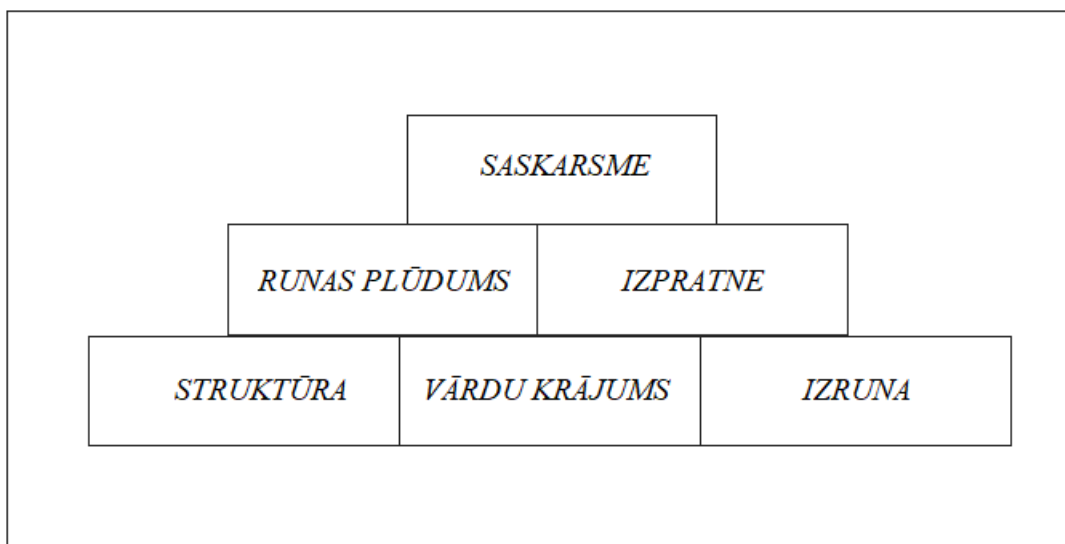 SASKARSME
RUNAS PLŪDUMS
IZPRATNE
STRUKTŪRA
VĀRDU KRĀJUMS
IZRUNA